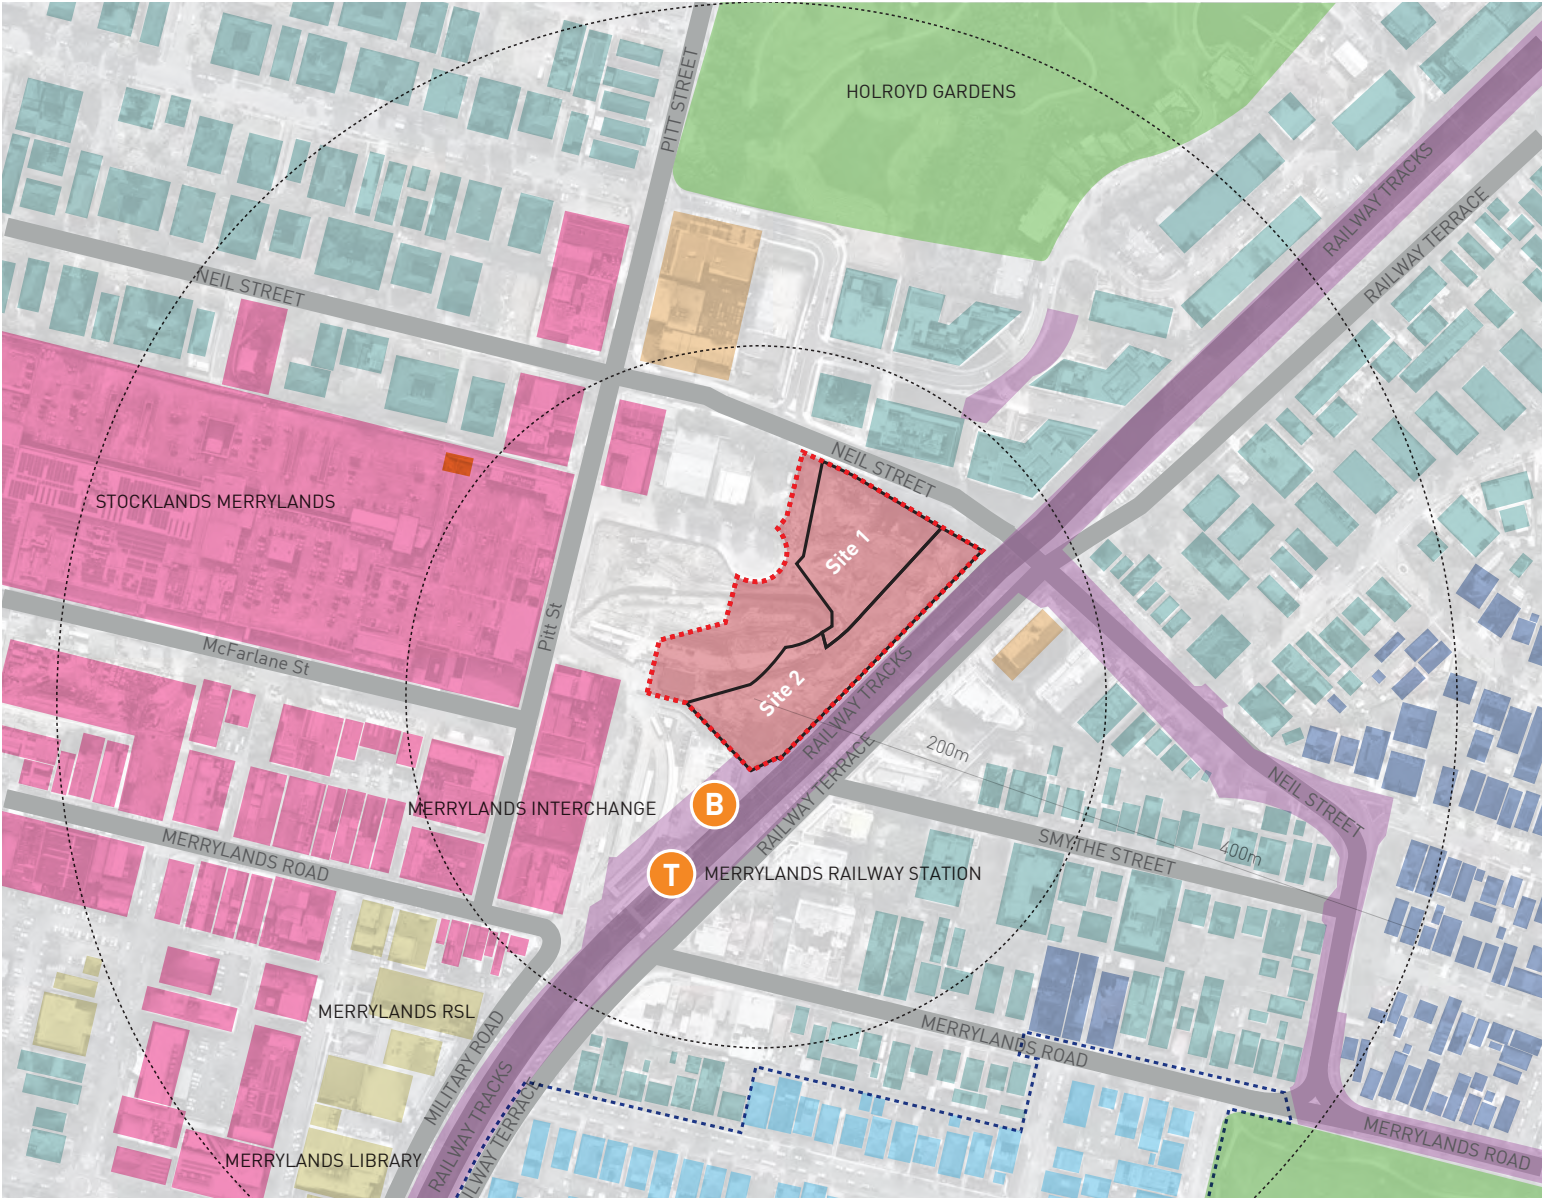 HOLROYD GARDENS
PITT STREET
RAILWAY TRACKS
RAILWAY TERRACE
NEIL STREET
NEIL STREET
STOCKLANDS MERRYLANDS
Site 1
Pitt St
McFarlane St
Site 2
RAILWAY TRACKS
RAILWAY TERRACE
200m
NEIL STREET
B
MERRYLANDS INTERCHANGE
SMYTHE STREET
400m
MERRYLANDS ROAD
T
MERRYLANDS RAILWAY STATION
MERRYLANDS RSL
MERRYLANDS ROAD
MILITARY ROAD
RAILWAY TRACKS
ILWAY TERRACE
MERRYLANDS ROAD
MERRYLANDS LIBRARY